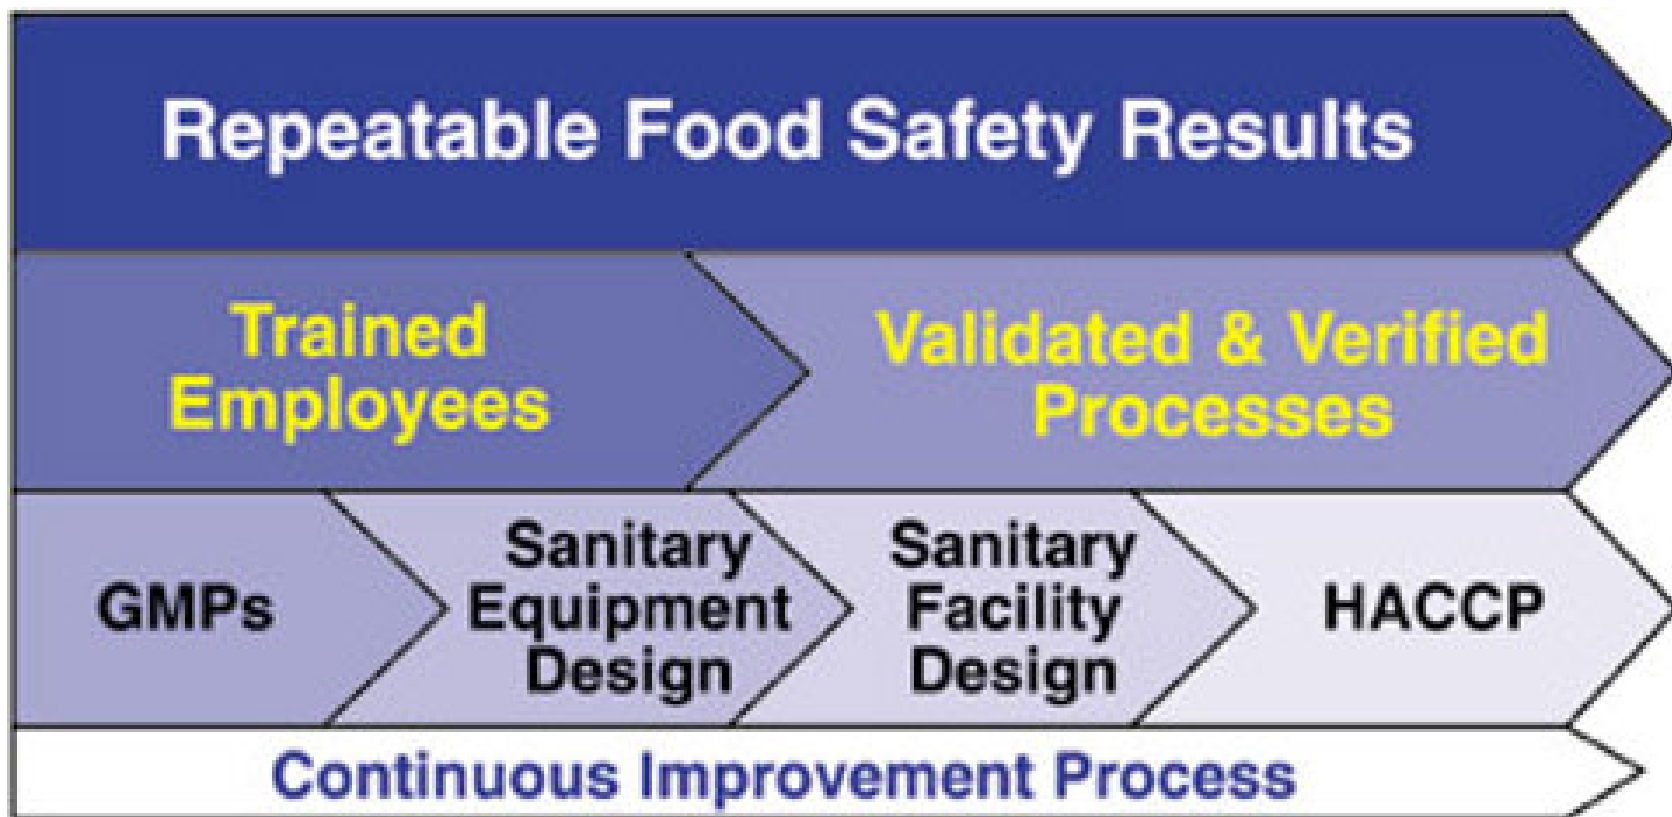 Repeatable Food Safety Results
Trained
Employees
Validated & Verified
Processes
GMPs
Sanitary
Equipment
Design
Sanitary
Facility
Design
HACCP
Continuous Improvement Process